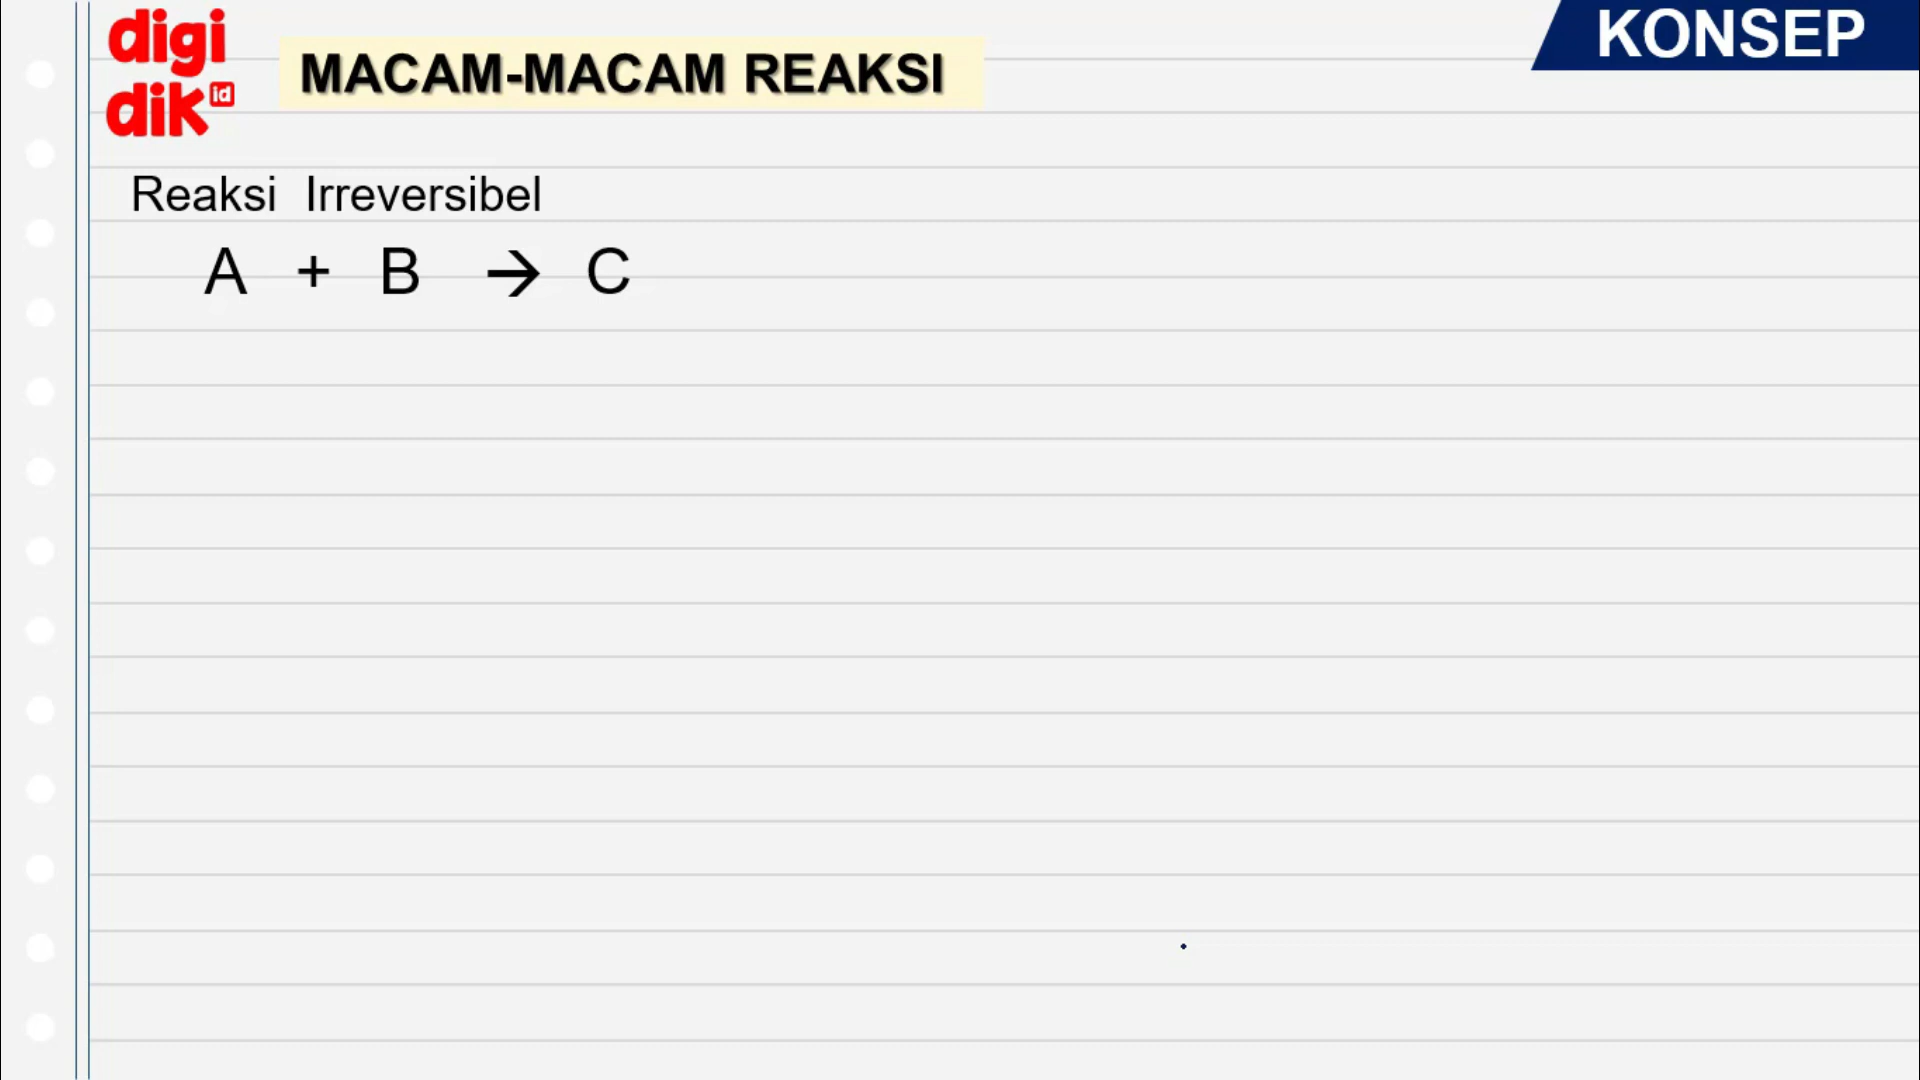 digi
dik id
MACAM-MACAM REAKSI
KONSEP
Reaksi Irreversibel
A + B → C